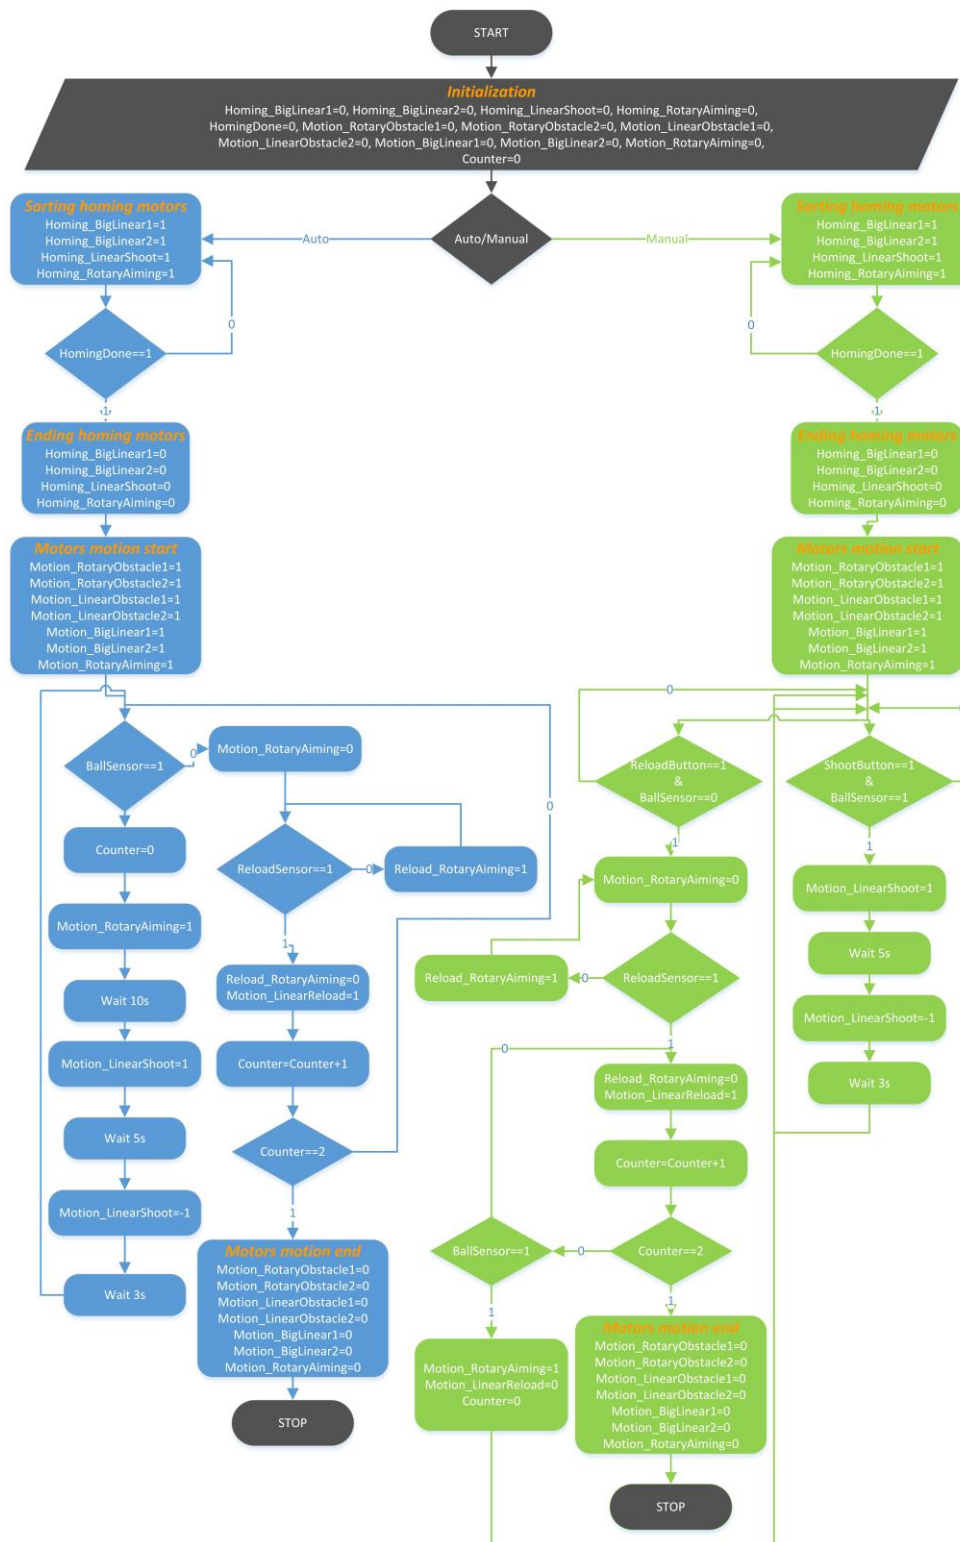 START
Initialization
Homing_BigLinear1=0, Homing_BigLinear2=0, Homing_LinearShoot=0, Homing_RotaryAiming=0,
HomingDone=0, Motion_RotaryObstacle1=0, Motion_RotaryObstacle2=0, Motion_LinearObstacle1=0,
Motion_LinearObstacle2=0, Motion_BigLinear1=0, Motion_BigLinear2=0, Motion_RotaryAiming=0,
Counter=0
Auto/Manual
Auto
Manual
Sarting homing motors
Homing_BigLinear1=1
Homing_BigLinear2=1
Homing_LinearShoot=1
Homing_RotaryAiming=1
0
HomingDone==1
1
Ending homing motors
Homing_BigLinear1=0
Homing_BigLinear2=0
Homing_LinearShoot=0
Homing_RotaryAiming=0
Motors motion start
Motion_RotaryObstacle1=1
Motion_RotaryObstacle2=1
Motion_LinearObstacle1=1
Motion_LinearObstacle2=1
Motion_BigLinear1=1
Motion_BigLinear2=1
Motion_RotaryAiming=1
BallSensor==1
0
Motion_RotaryAiming=0
Counter=0
Motion_RotaryAiming=1
Wait 10s
Motion_LinearShoot=1
Wait 5s
Motion_LinearShoot=-1
Wait 3s
ReloadSensor==1
0
Reload_RotaryAiming=1
1
Reload_RotaryAiming=0
Motion_LinearReload=1
Counter=Counter+1
Counter==2
0
1
Motors motion end
Motion_RotaryObstacle1=0
Motion_RotaryObstacle2=0
Motion_LinearObstacle1=0
Motion_LinearObstacle2=0
Motion_BigLinear1=0
Motion_BigLinear2=0
Motion_RotaryAiming=0
STOP
Sarting homing motors
Homing_BigLinear1=1
Homing_BigLinear2=1
Homing_LinearShoot=1
Homing_RotaryAiming=1
0
HomingDone==1
1
Ending homing motors
Homing_BigLinear1=0
Homing_BigLinear2=0
Homing_LinearShoot=0
Homing_RotaryAiming=0
Motors motion start
Motion_RotaryObstacle1=1
Motion_RotaryObstacle2=1
Motion_LinearObstacle1=1
Motion_LinearObstacle2=1
Motion_BigLinear1=1
Motion_BigLinear2=1
Motion_RotaryAiming=1
0
ReloadButton==1
&
BallSensor==0
1
Motion_RotaryAiming=0
ReloadSensor==1
0
Reload_RotaryAiming=1
1
Reload_RotaryAiming=0
Motion_LinearReload=1
Counter=Counter+1
Counter==2
0
BallSensor==1
0
1
Motion_RotaryAiming=1
Motion_LinearReload=0
Counter=0
1
Motors motion end
Motion_RotaryObstacle1=0
Motion_RotaryObstacle2=0
Motion_LinearObstacle1=0
Motion_LinearObstacle2=0
Motion_BigLinear1=0
Motion_BigLinear2=0
Motion_RotaryAiming=0
STOP
ShootButton==1
&
BallSensor==1
1
Motion_LinearShoot=1
Wait 5s
Motion_LinearShoot=-1
Wait 3s